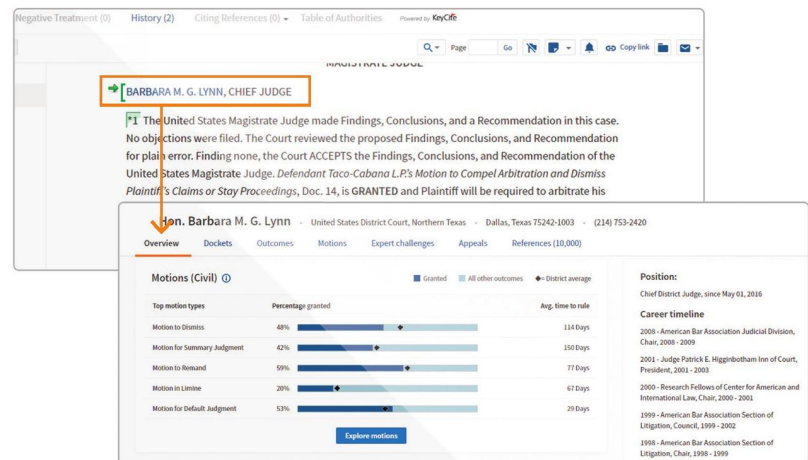 Negative Treatment (0) History (2) Citing References (0) Table of Authorities Powered by KeyCite
Page Go Copy link
MAGISTRATE JUDGE
BARBARA M. G. LYNN, CHIEF JUDGE
*1 The United States Magistrate Judge made Findings, Conclusions, and a Recommendation in this case.
No objections were filed. The Court reviewed the proposed Findings, Conclusions, and Recommendation
for plain error. Finding none, the Court ACCEPTS the Findings, Conclusions, and Recommendation of the
United States Magistrate Judge. Defendant Taco-Cabana L.P.'s Motion to Compel Arbitration and Dismiss
Plaintiff's Claims or Stay Proceedings, Doc. 14, is GRANTED and Plaintiff will be required to arbitrate his
Hon. Barbara M. G. Lynn - United States District Court, Northern Texas - Dallas, Texas 75242-1003 - (214) 753-2420
Overview Dockets Outcomes Motions Expert challenges Appeals References (10,000)
Motions (Civil) Granted All other outcomes = District average
Top motion types Percentage granted Avg. time to rule
Motion to Dismiss 48% 114 Days
Motion for Summary Judgment 42% 150 Days
Motion to Remand 59% 77 Days
Motion in Limine 20% 67 Days
Motion for Default Judgment 53% 29 Days
Explore motions
Position:
Chief District Judge, since May 01, 2016
Career timeline
2008 - American Bar Association Judicial Division,
Chair, 2008 - 2009
2001 - Judge Patrick E. Higginbotham Inn of Court,
President, 2001 - 2003
2000 - Research Fellows of Center for American and
International Law, Chair, 2000 - 2001
1999 - American Bar Association Section of
Litigation, Council, 1999 - 2002
1998 - American Bar Association Section of
Litigation, Chair, 1998 - 1999